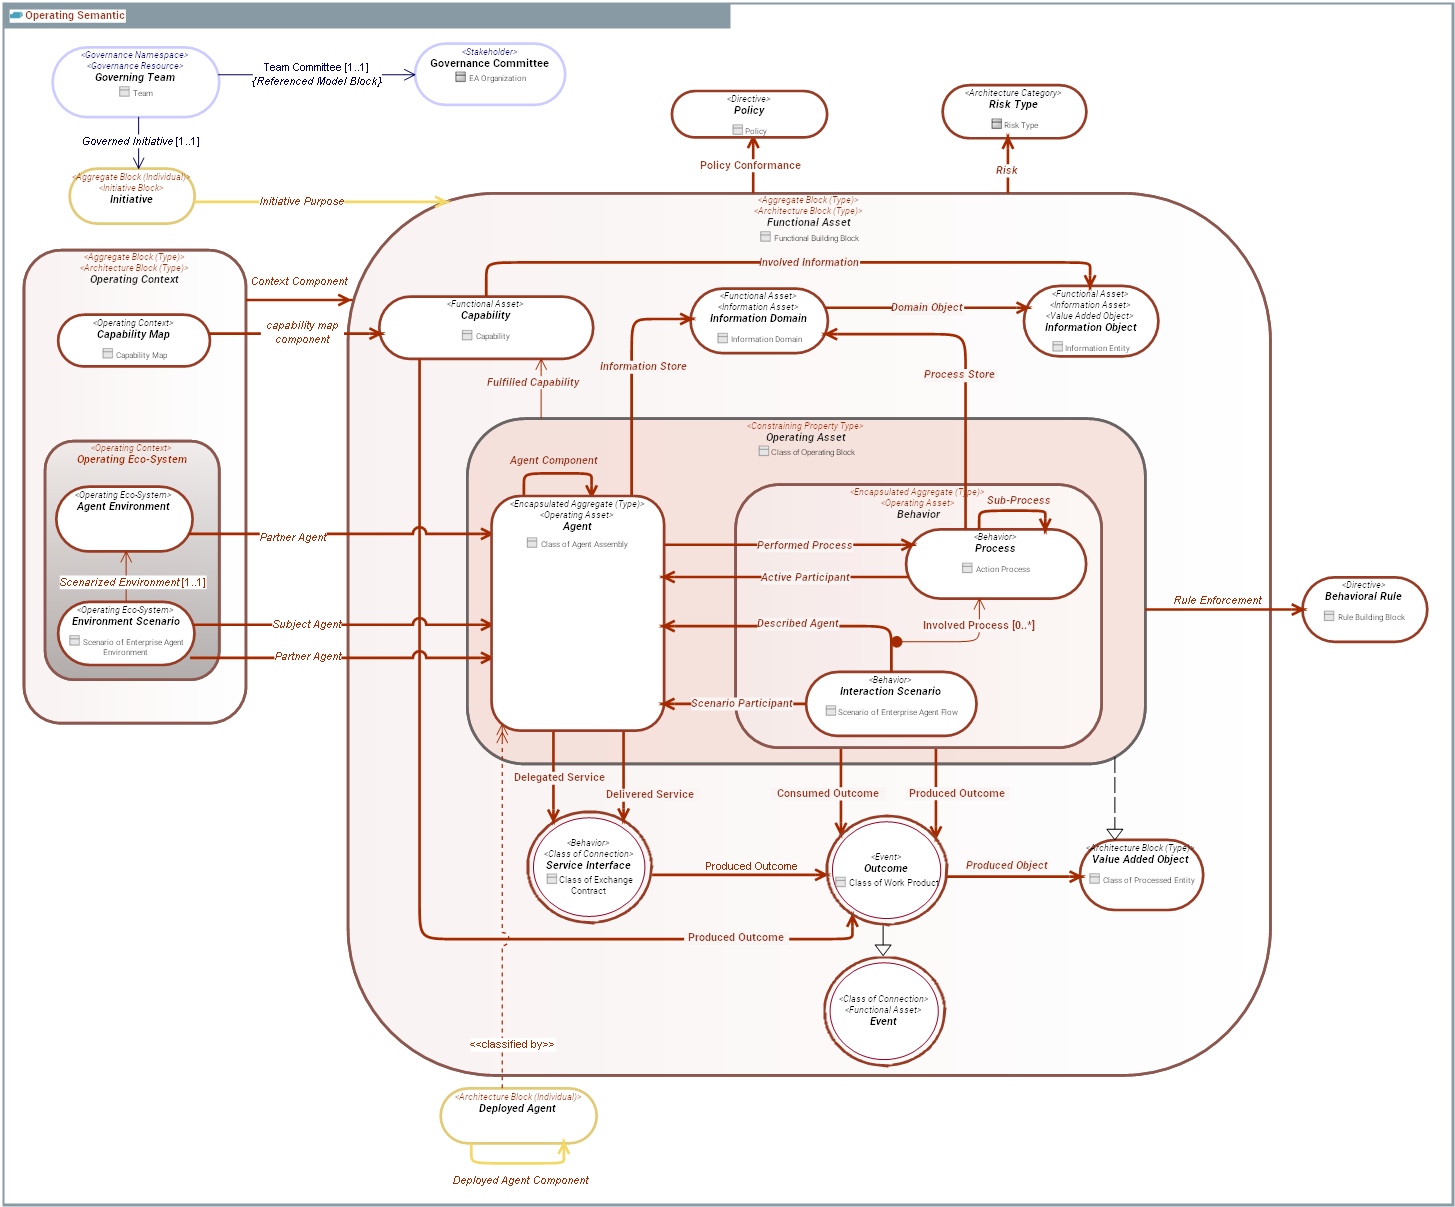 Operating Semantic
<Governance Namespace>
<Governance Resource>
Governing Team
Team
Team Committee [1..1]
{Referenced Model Block}
<Stakeholder>
Governance Committee
EA Organization
Governed Initiative [1..1]
<Aggregate Block (Individual)>
<Initiative Block>
Initiative
Initiative Purpose
<Directive>
Policy
Policy
Policy Conformance
<Architecture Category>
Risk Type
Risk Type
Risk
<Aggregate Block (Type)>
<Architecture Block (Type)>
Functional Asset
Functional Building Block
<Aggregate Block (Type)>
<Architecture Block (Type)>
Operating Context
Context Component
<Operating Context>
Capability Map
Capability Map
capability map
component
<Functional Asset>
Capability
Capability
Involved Information
<Functional Asset>
<Information Asset>
Information Domain
Information Domain
Domain Object
<Functional Asset>
<Information Asset>
<Value Added Object>
Information Object
Information Entity
Fulfilled Capability
Information Store
Process Store
<Operating Context>
Operating Eco-System
<Operating Eco-System>
Agent Environment
Scenarized Environment [1..1]
<Operating Eco-System>
Environment Scenario
Scenario of Enterprise Agent
Environment
Partner Agent
Subject Agent
Partner Agent
<Constraining Property Type>
Operating Asset
Class of Operating Block
Agent Component
<Encapsulated Aggregate (Type)>
<Operating Asset>
Agent
Class of Agent Assembly
<Encapsulated Aggregate (Type)>
<Operating Asset>
Behavior
Sub-Process
<Behavior>
Process
Action Process
Performed Process
Active Participant
Described Agent
Involved Process [0..*]
<Behavior>
Interaction Scenario
Scenario of Enterprise Agent Flow
Scenario Participant
Rule Enforcement
<Directive>
Behavioral Rule
Rule Building Block
Delegated Service
Delivered Service
Consumed Outcome
Produced Outcome
<Behavior>
<Class of Connection>
Service Interface
Class of Exchange
Contract
Produced Outcome
<Event>
Outcome
Class of Work Product
Produced Object
<Architecture Block (Type)>
Value Added Object
Class of Processed Entity
Produced Outcome
<Class of Connection>
<Functional Asset>
Event
<<classified by>>
<Architecture Block (Individual)>
Deployed Agent
Deployed Agent Component